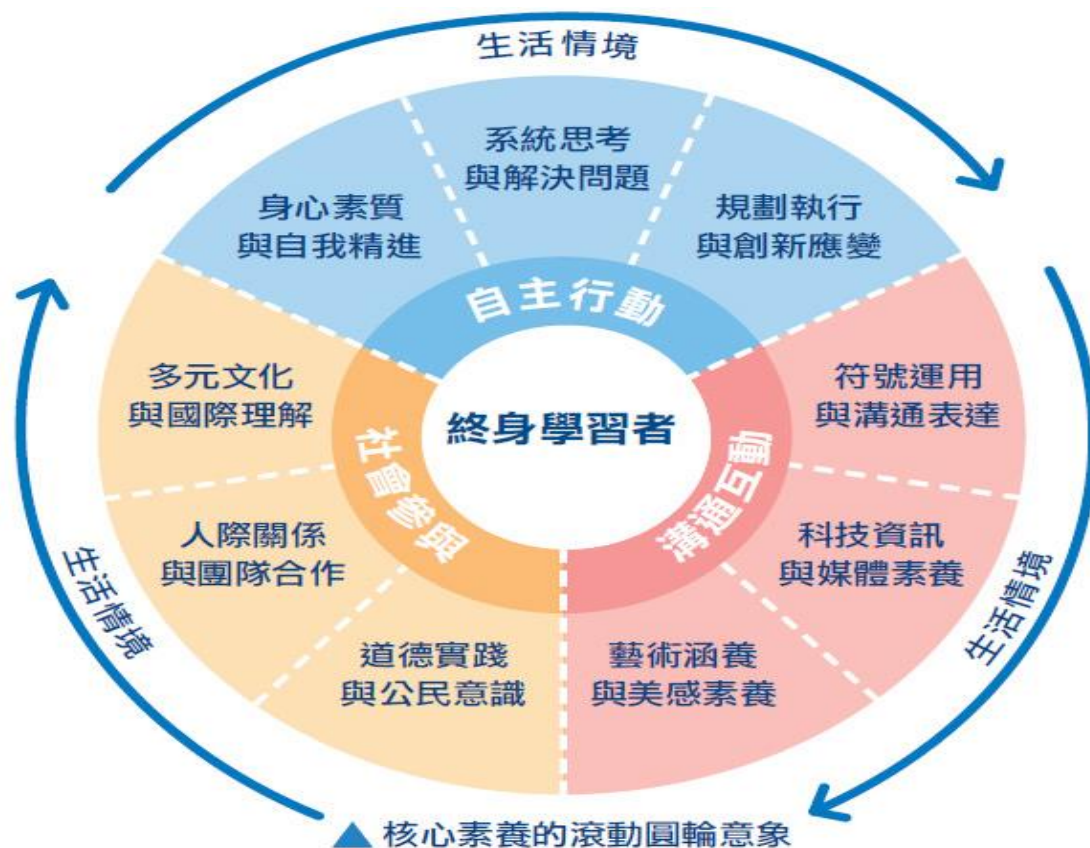 生活情境
系統思考
與解決問題
身心素質
與自我精進
規劃執行
與創新應變
自主行動
多元文化
與國際理解
符號運用
與溝通表達
終身學習者
社會參與
溝通互動
人際關係
與團隊合作
科技資訊
與媒體素養
生活情境
生活情境
道德實踐
與公民意識
藝術涵養
與美感素養
▲ 核心素養的滾動圓輪意象